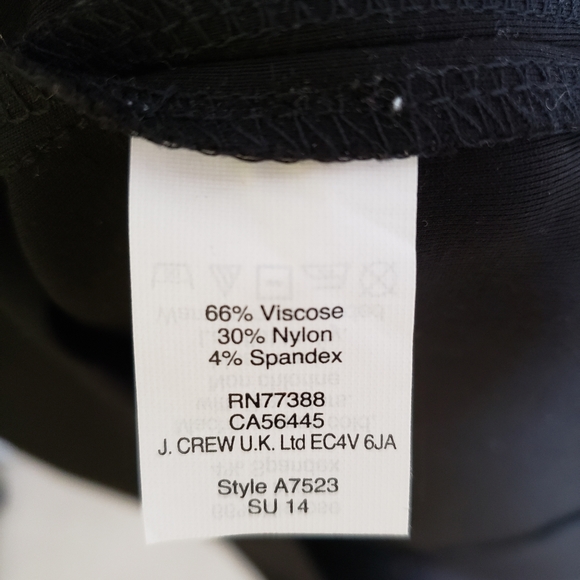 66% Viscose
30% Nylon
4% Spandex
RN77388
CA56445
J. CREW U.K. Ltd EC4V 6JA
Style A7523
SU 14